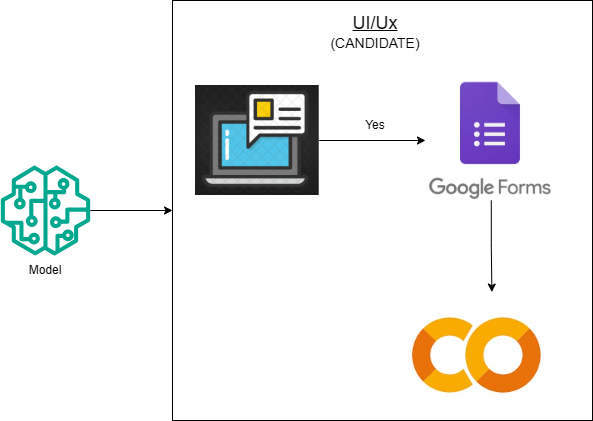 UI/Ux
(CANDIDATE)
Yes
Google Forms
Model